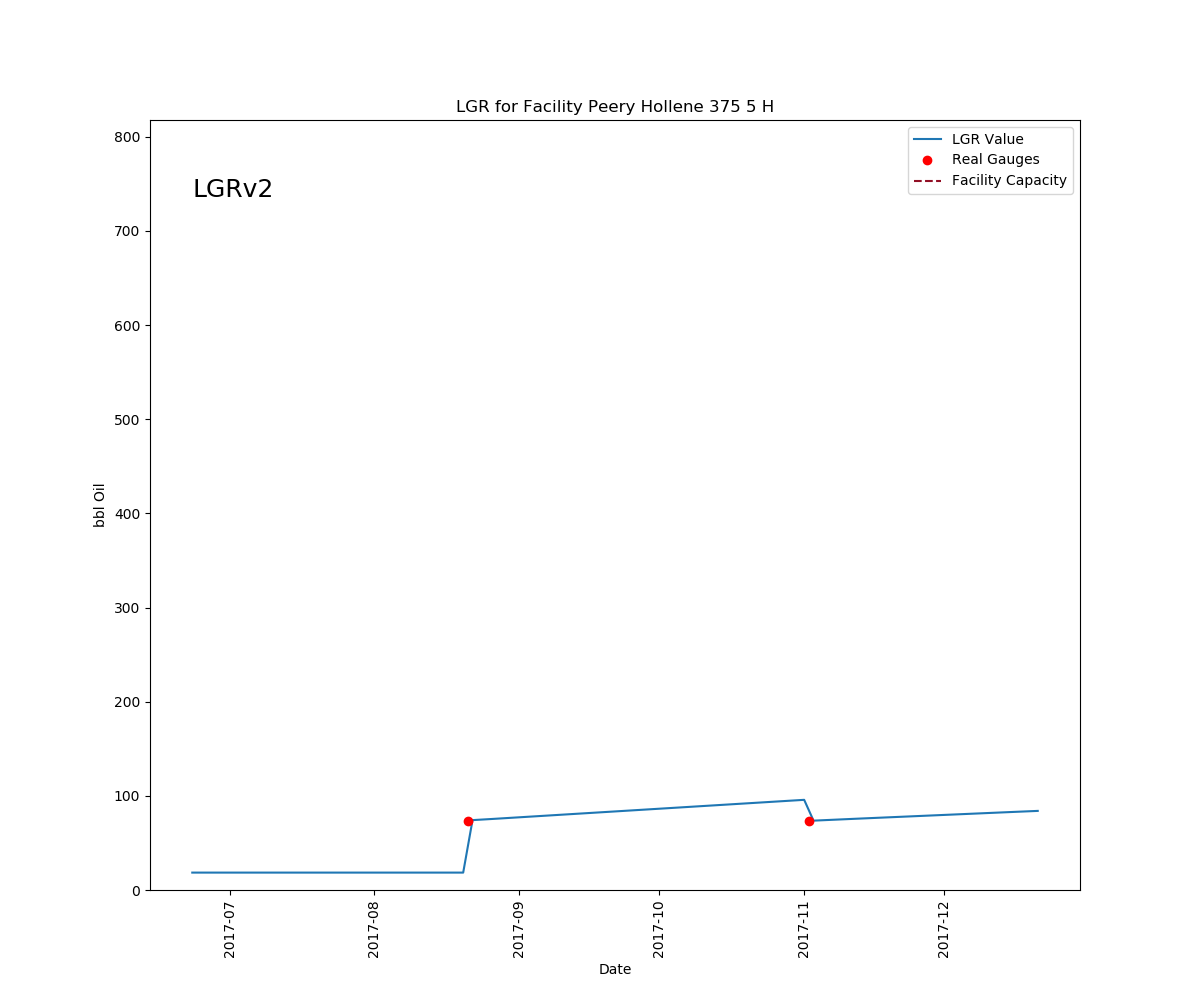 LGR for Facility Peery Hollene 375 5 H
LGRv2
LGR Value
Real Gauges
Facility Capacity
bbl Oil
800
700
600
500
400
300
200
100
0
2017-07
2017-08
2017-09
2017-10
2017-11
2017-12
Date